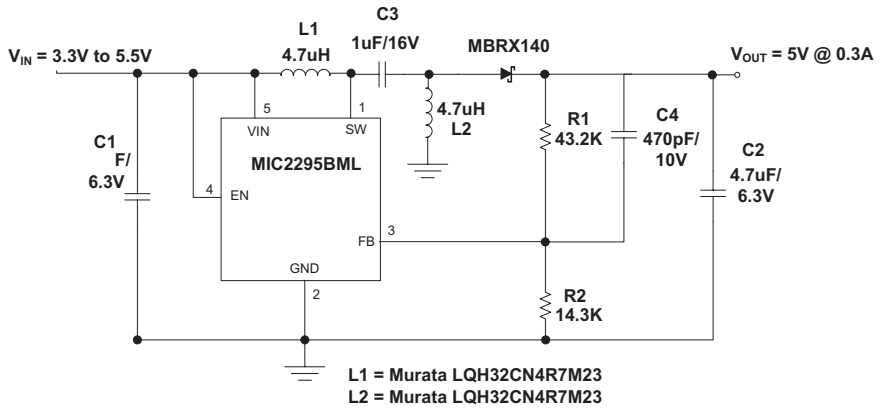 V_IN = 3.3V to 5.5V
L1
4.7uH
C3
1uF/16V
MBRX140
V_OUT = 5V @ 0.3A
4.7uH
L2
5
VIN
1
SW
MIC2295BML
C1
F/
6.3V
4
EN
R1
43.2K
C4
470pF/
10V
C2
4.7uF/
6.3V
3
FB
GND
2
R2
14.3K
L1 = Murata LQH32CN4R7M23
L2 = Murata LQH32CN4R7M23